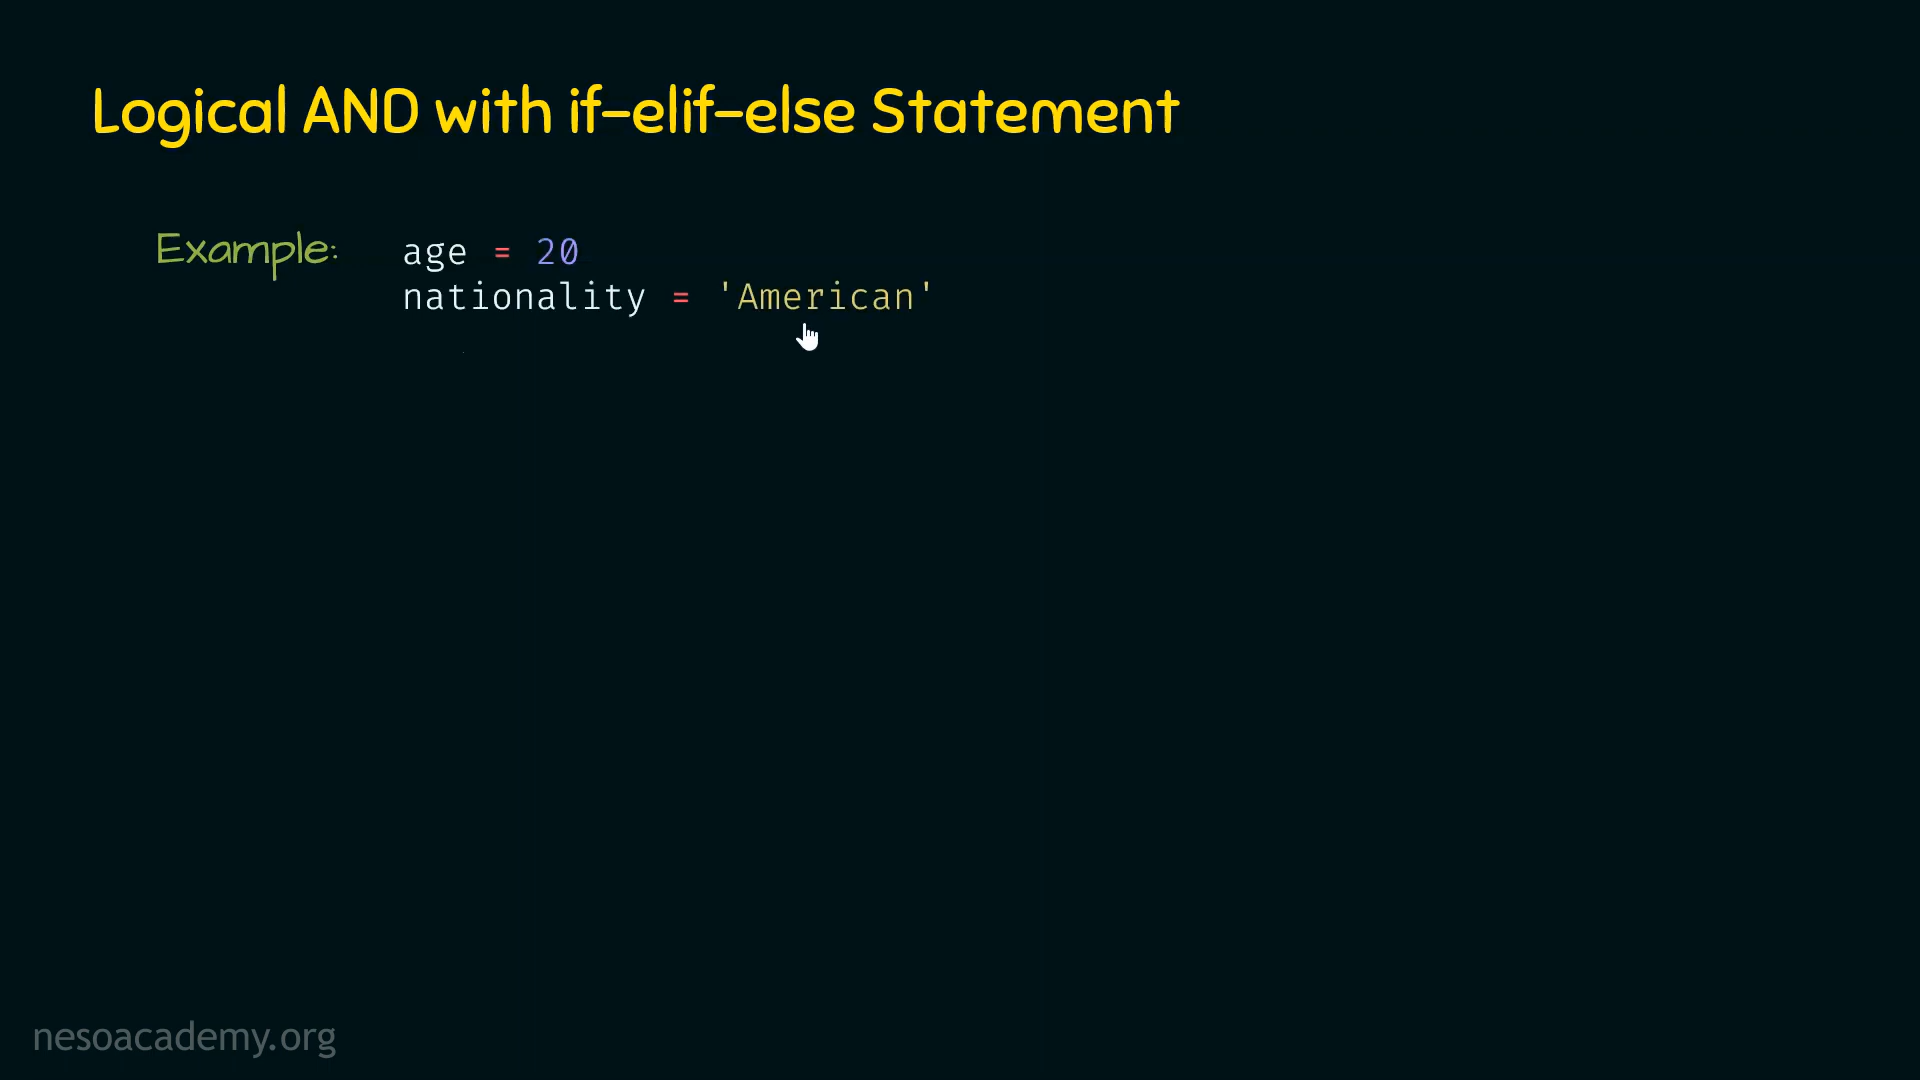 Logical AND with if-elif-else Statement
Example: age = 20
nationality = 'American'
nesoacademy.org